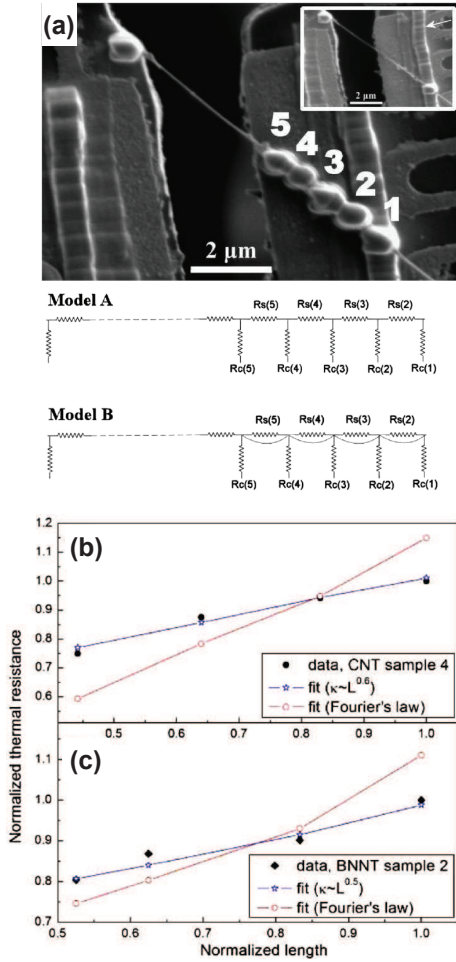 (a)
2 µm
5
4
3
2
1
2 µm
Model A
Rs(5) Rs(4) Rs(3) Rs(2)
Rc(5) Rc(4) Rc(3) Rc(2) Rc(1)
Model B
Rs(5) Rs(4) Rs(3) Rs(2)
Rc(5) Rc(4) Rc(3) Rc(2) Rc(1)
Normalized thermal resistance
(b)
1.2
1.1
1.0
0.9
0.8
0.7
0.6
data, CNT sample 4
fit (κ~L^0.6)
fit (Fourier's law)
0.5 0.6 0.7 0.8 0.9 1.0
(c)
1.1
1.0
0.9
0.8
0.7
data, BNNT sample 2
fit (κ~L^0.5)
fit (Fourier's law)
0.5 0.6 0.7 0.8 0.9 1.0
Normalized length